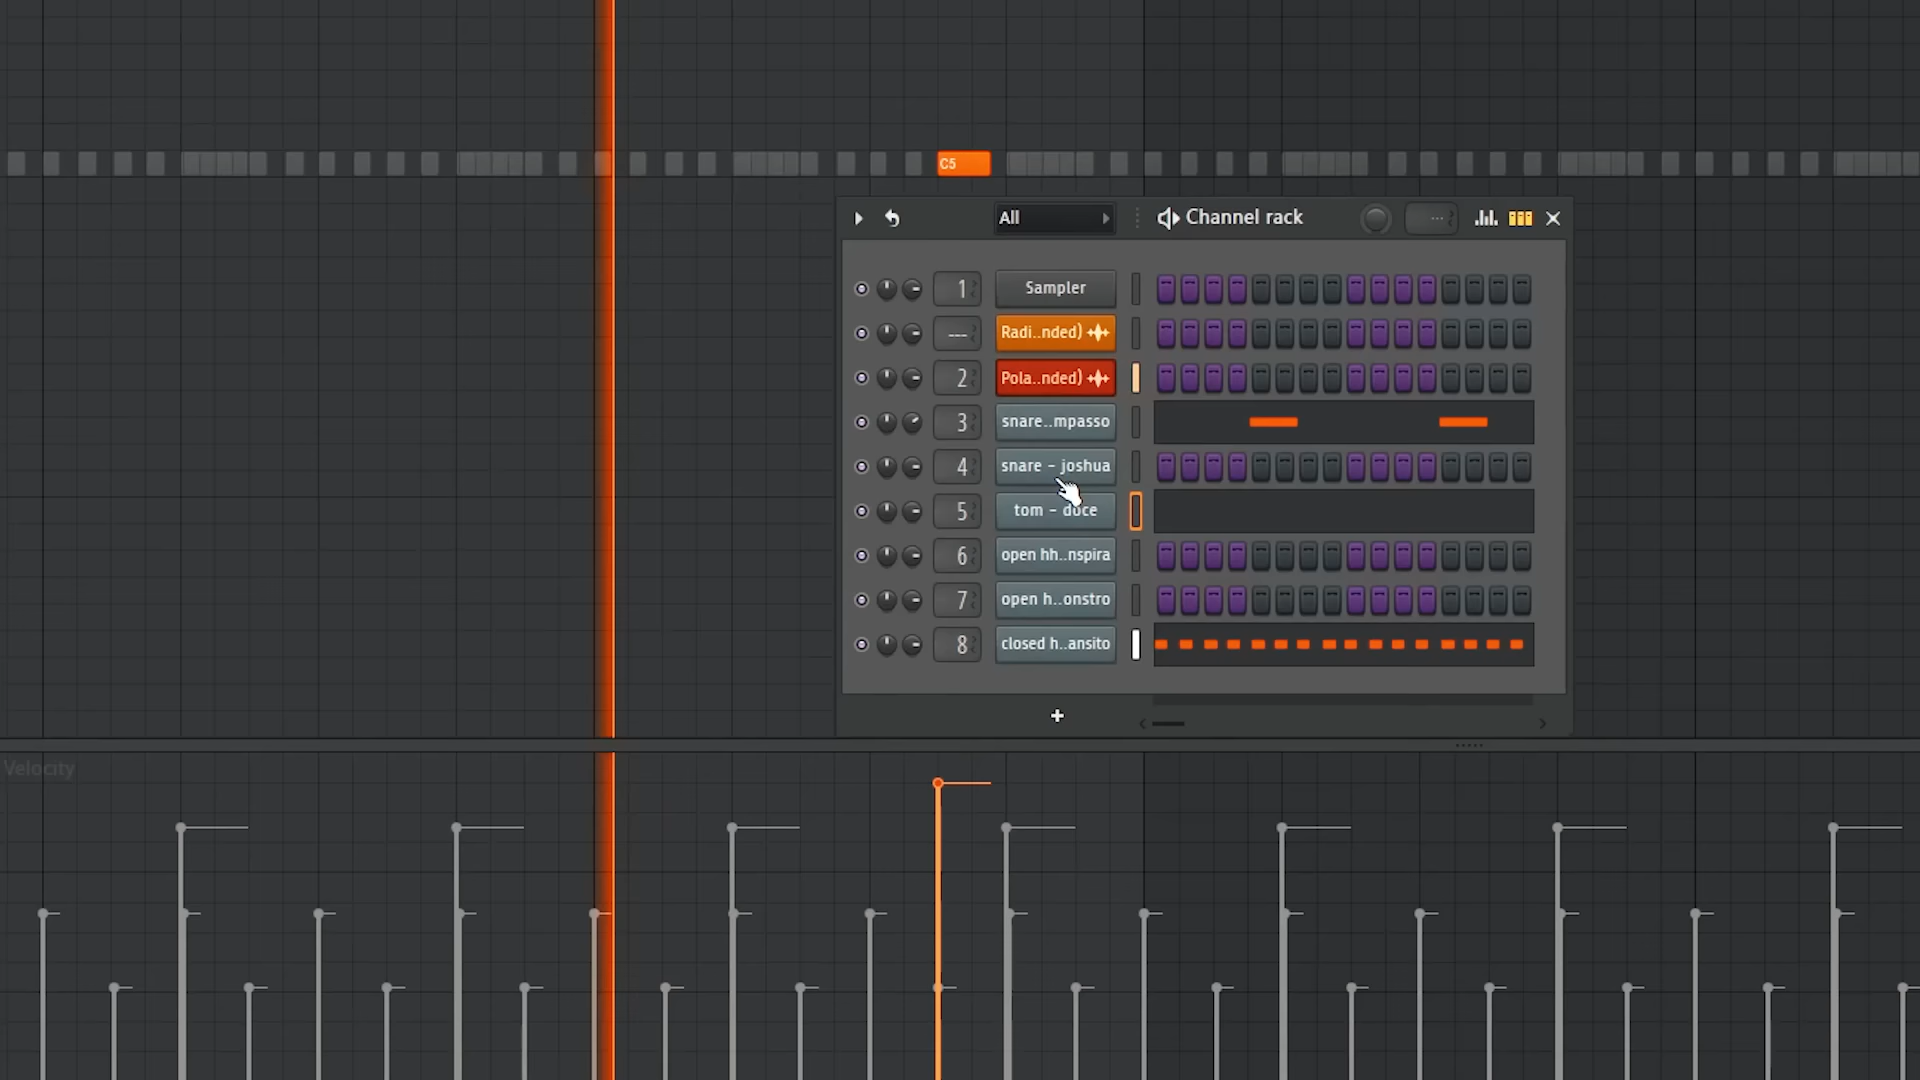 C5
All
Channel rack
1
Sampler
---
Radi..nded)
2
Pola..nded)
3
snare..mpasso
4
snare - joshua
5
tom - doce
6
open hh..nspira
7
open h..onstro
8
closed h..ansito
Velocity